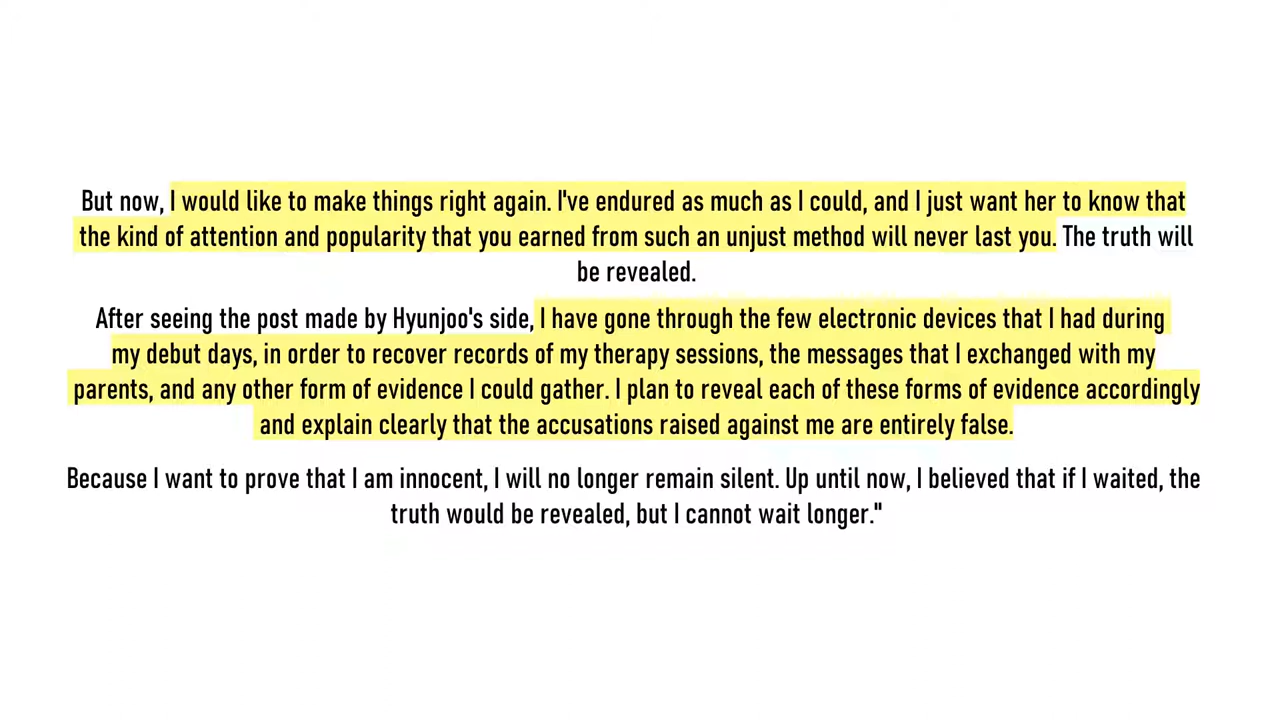 But now, I would like to make things right again. I've endured as much as I could, and I just want her to know that
the kind of attention and popularity that you earned from such an unjust method will never last you. The truth will
be revealed.
After seeing the post made by Hyunjoo's side, I have gone through the few electronic devices that I had during
my debut days, in order to recover records of my therapy sessions, the messages that I exchanged with my
parents, and any other form of evidence I could gather. I plan to reveal each of these forms of evidence accordingly
and explain clearly that the accusations raised against me are entirely false.
Because I want to prove that I am innocent, I will no longer remain silent. Up until now, I believed that if I waited, the
truth would be revealed, but I cannot wait longer."